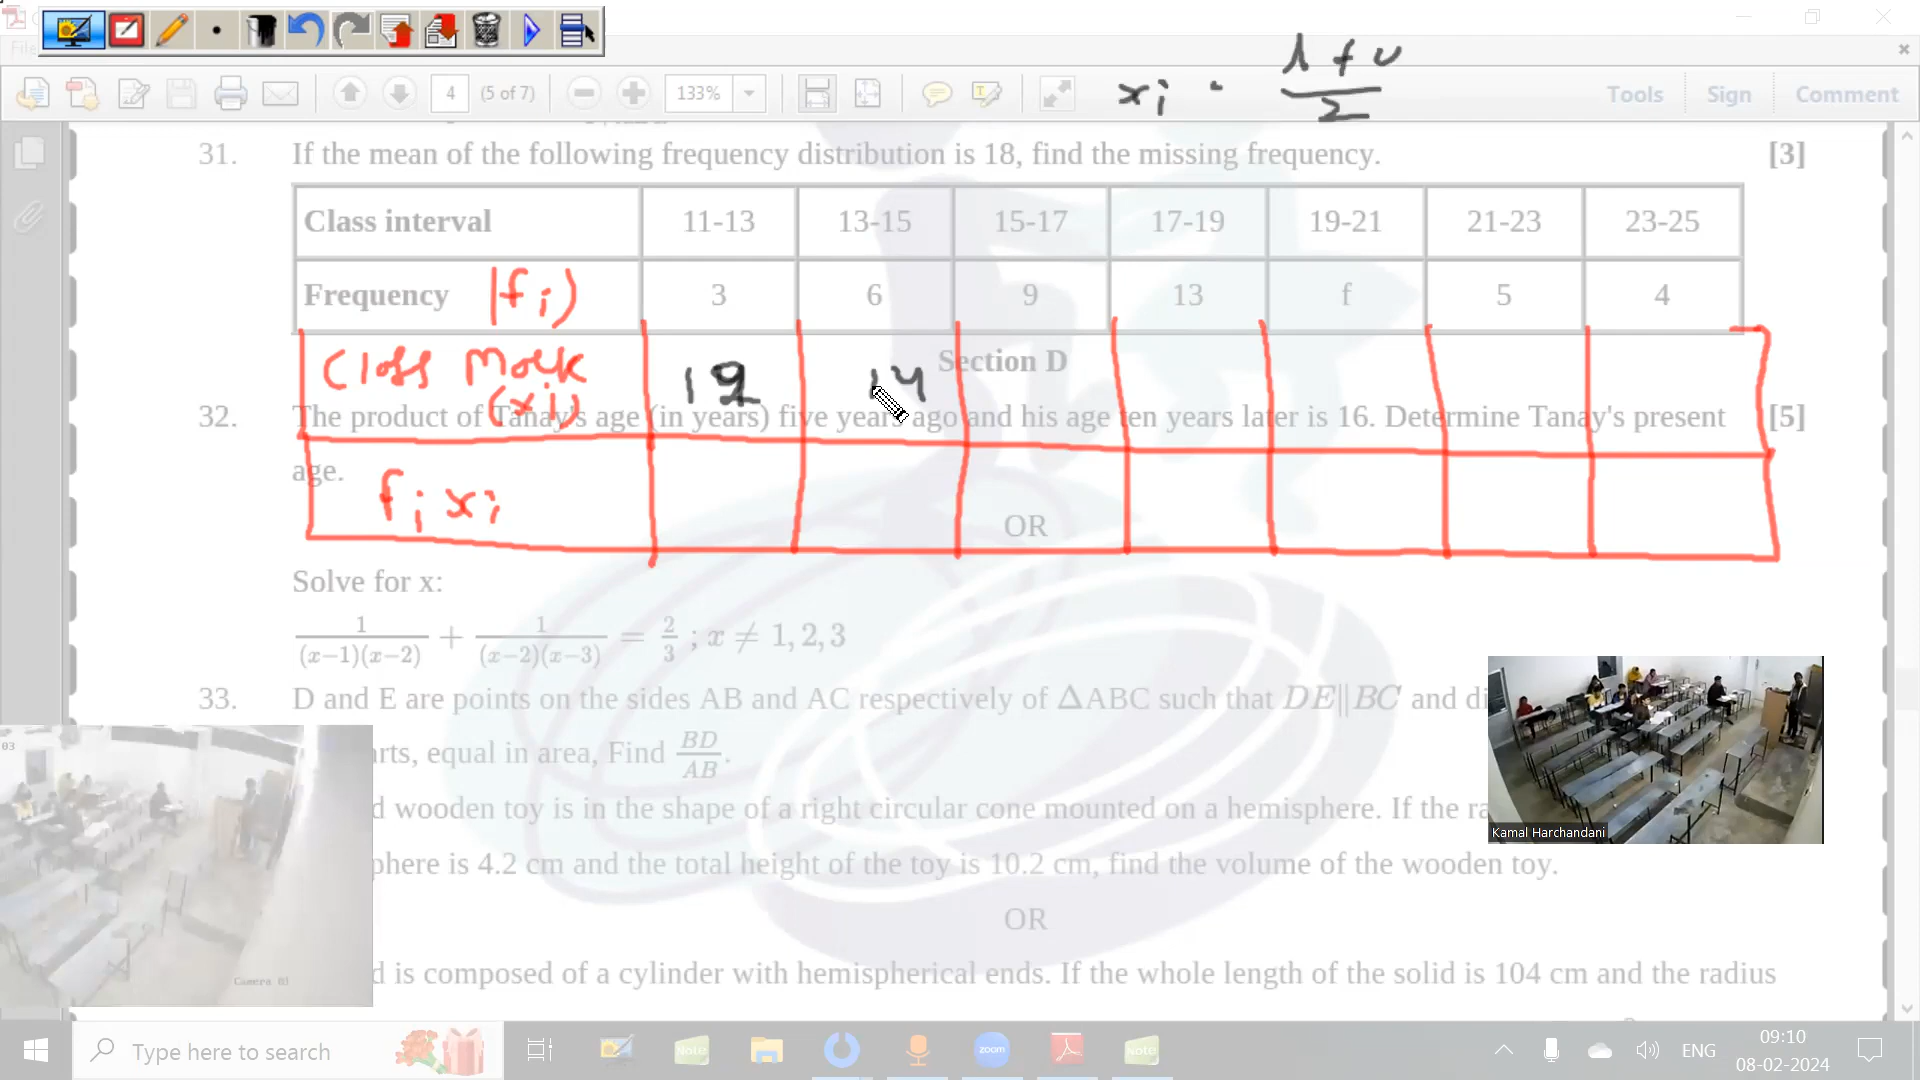 4
(5 of 7)
133%
xi · l + u
2
Tools
Sign
Comment
31. If the mean of the following frequency distribution is 18, find the missing frequency. [3]
Class interval 11-13 13-15 15-17 17-19 19-21 21-23 23-25
Frequency (fi) 3 6 9 13 f 5 4
Class Mark (xi) 12 14
Section D
32. The product of Tanay's age (in years) five years ago and his age ten years later is 16. Determine Tanay's present [5]
age.
fi xi
OR
Solve for x:
1/((x−1)(x−2)) + 1/((x−2)(x−3)) = 2/3 ; x ≠ 1, 2, 3
33. D and E are points on the sides AB and AC respectively of ΔABC such that DE∥BC and di
rts, equal in area, Find BD/AB.
d wooden toy is in the shape of a right circular cone mounted on a hemisphere. If the ra
Kamal Harchandani
phere is 4.2 cm and the total height of the toy is 10.2 cm, find the volume of the wooden toy.
OR
d is composed of a cylinder with hemispherical ends. If the whole length of the solid is 104 cm and the radius
03
Camera 03
Type here to search
Note
zoom
Note
ENG
09:10
08-02-2024